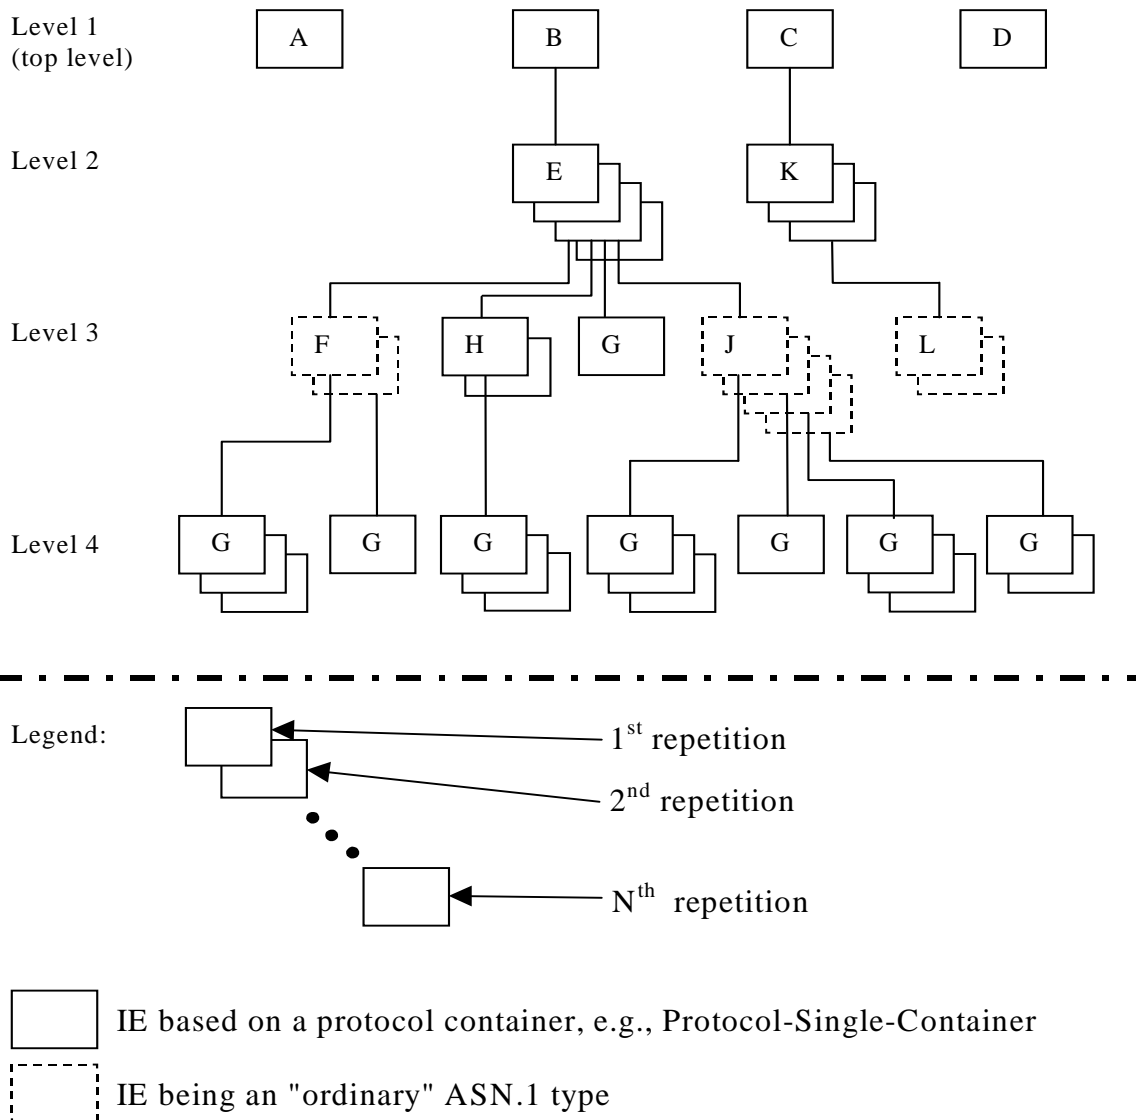 Level 1
(top level)
A
B
C
D
Level 2
E
K
Level 3
F
H
G
J
L
Level 4
G
G
G
G
G
G
G
Legend:
1st repetition
2nd repetition
Nth repetition
IE based on a protocol container, e.g., Protocol-Single-Container
IE being an "ordinary" ASN.1 type